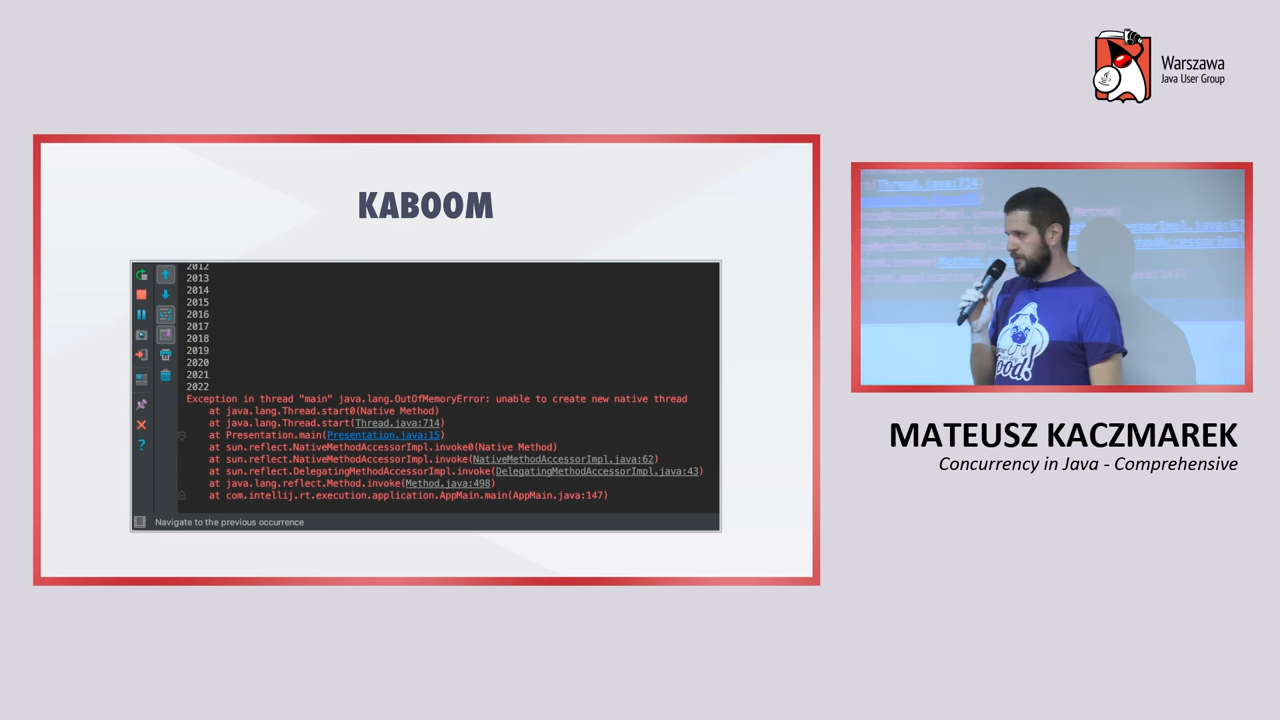 Warszawa
Java User Group
KABOOM
2012
2013
2014
2015
2016
2017
2018
2019
2020
2021
2022
Exception in thread "main" java.lang.OutOfMemoryError: unable to create new native thread
at java.lang.Thread.start0(Native Method)
at java.lang.Thread.start(Thread.java:714)
at Presentation.main(Presentation.java:15)
at sun.reflect.NativeMethodAccessorImpl.invoke0(Native Method)
at sun.reflect.NativeMethodAccessorImpl.invoke(NativeMethodAccessorImpl.java:62)
at sun.reflect.DelegatingMethodAccessorImpl.invoke(DelegatingMethodAccessorImpl.java:43)
at java.lang.reflect.Method.invoke(Method.java:498)
at com.intellij.rt.execution.application.AppMain.main(AppMain.java:147)
Navigate to the previous occurrence
Thread.java:714
MATEUSZ KACZMAREK
Concurrency in Java - Comprehensive